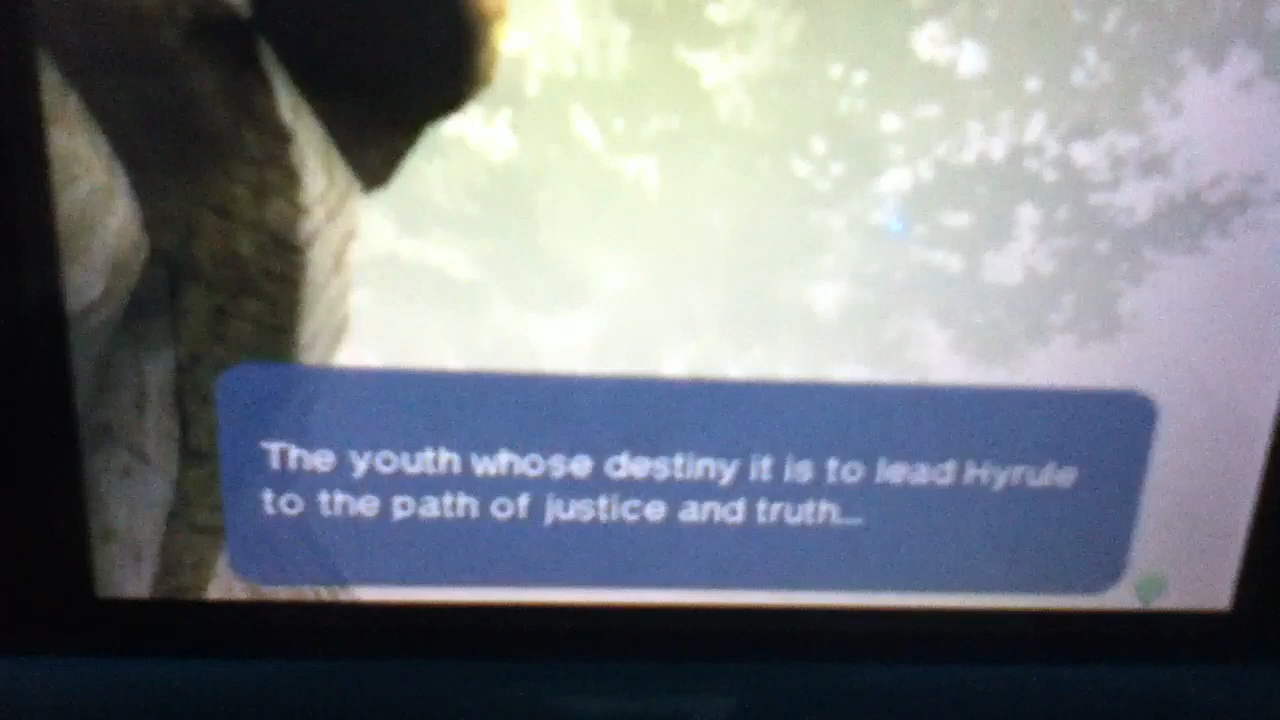 The youth whose destiny it is to lead Hyrule
to the path of justice and truth...